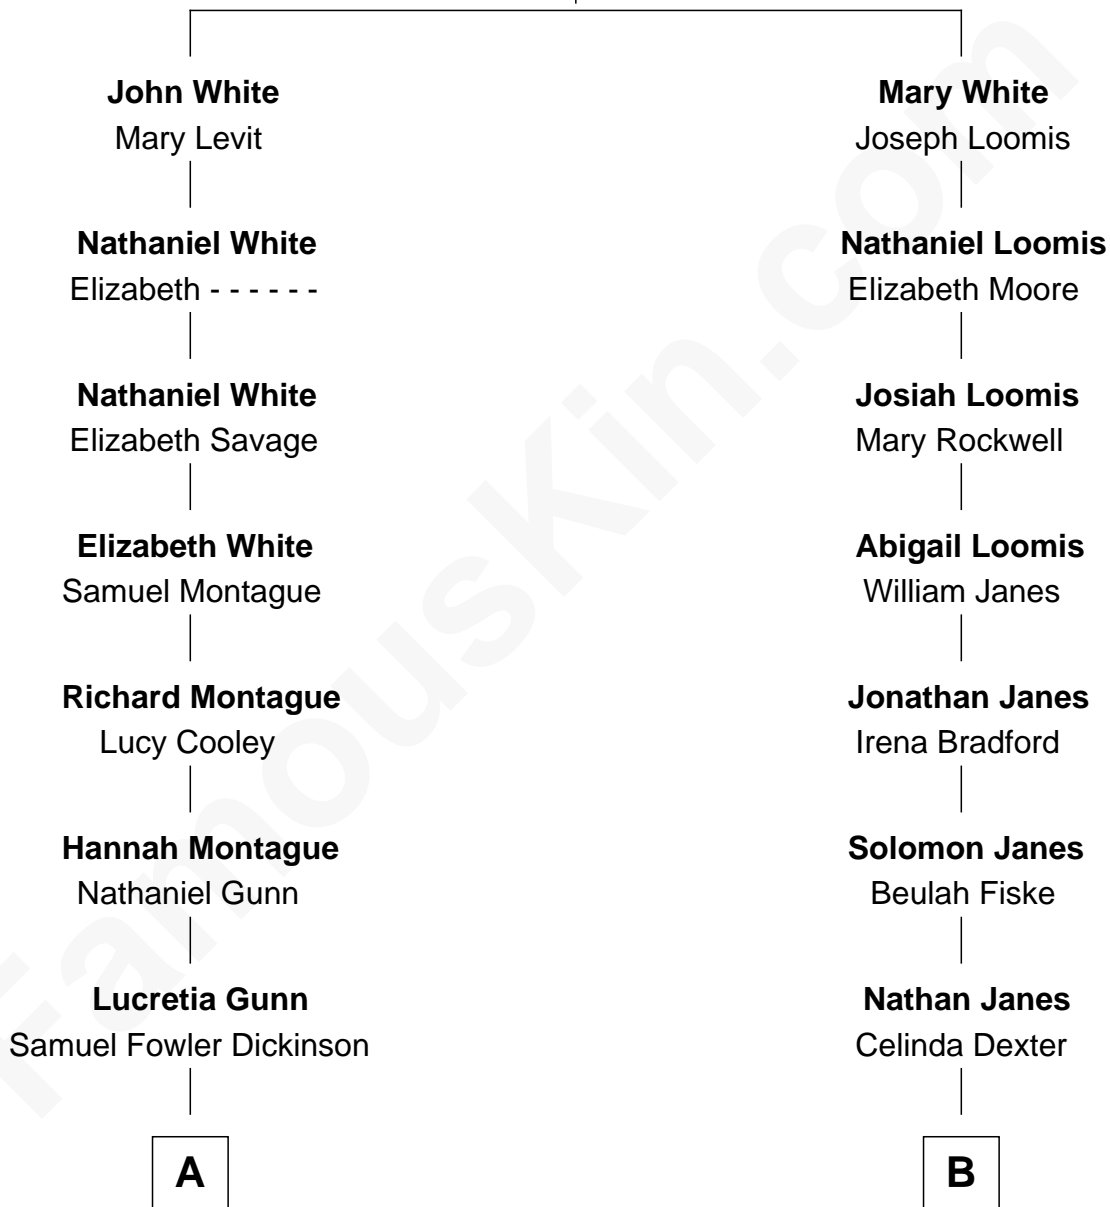 John White
Mary Levit
Nathaniel White
Elizabeth - - - - - -
Nathaniel White
Elizabeth Savage
Elizabeth White
Samuel Montague
Richard Montague
Lucy Cooley
Hannah Montague
Nathaniel Gunn
Lucretia Gunn
Samuel Fowler Dickinson
A
Mary White
Joseph Loomis
Nathaniel Loomis
Elizabeth Moore
Josiah Loomis
Mary Rockwell
Abigail Loomis
William Janes
Jonathan Janes
Irena Bradford
Solomon Janes
Beulah Fiske
Nathan Janes
Celinda Dexter
B
FamousKin.com